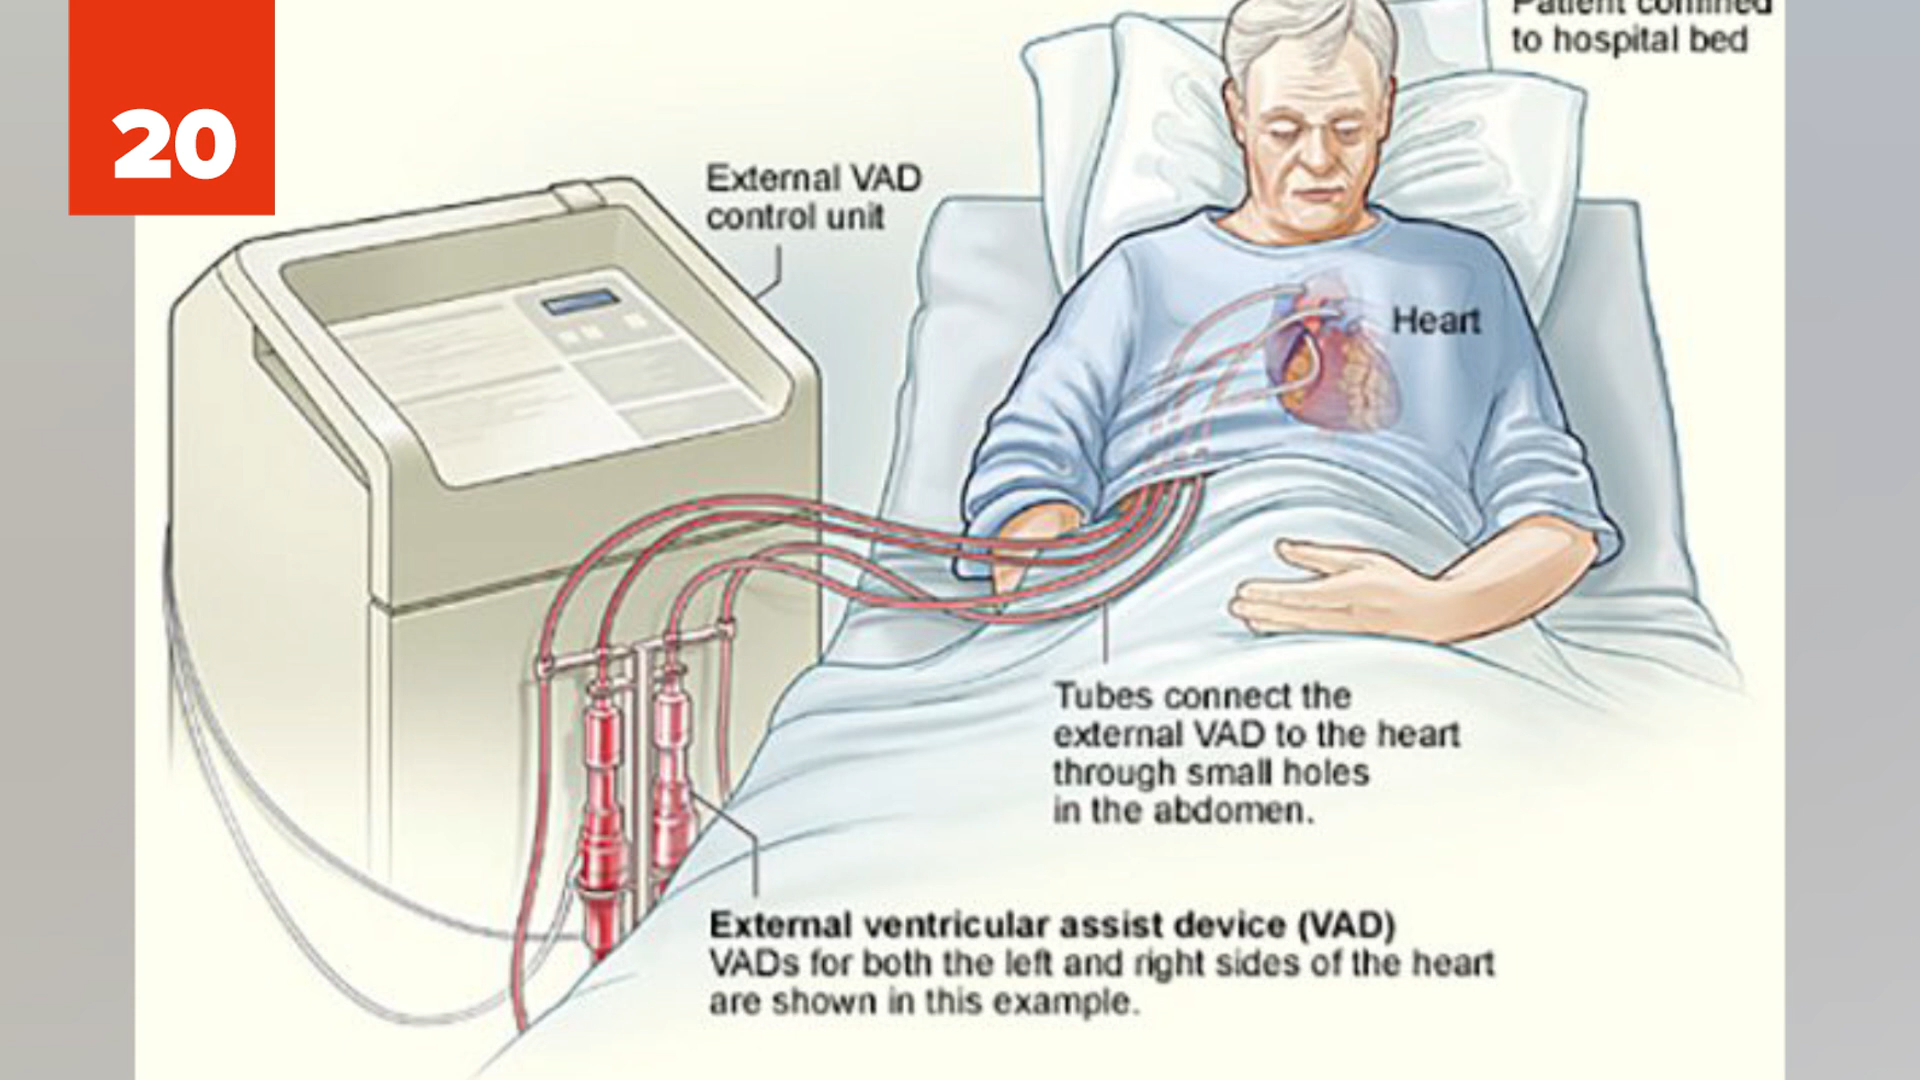 20
Patient confined
to hospital bed
External VAD
control unit
Heart
Tubes connect the
external VAD to the heart
through small holes
in the abdomen.
External ventricular assist device (VAD)
VADs for both the left and right sides of the heart
are shown in this example.